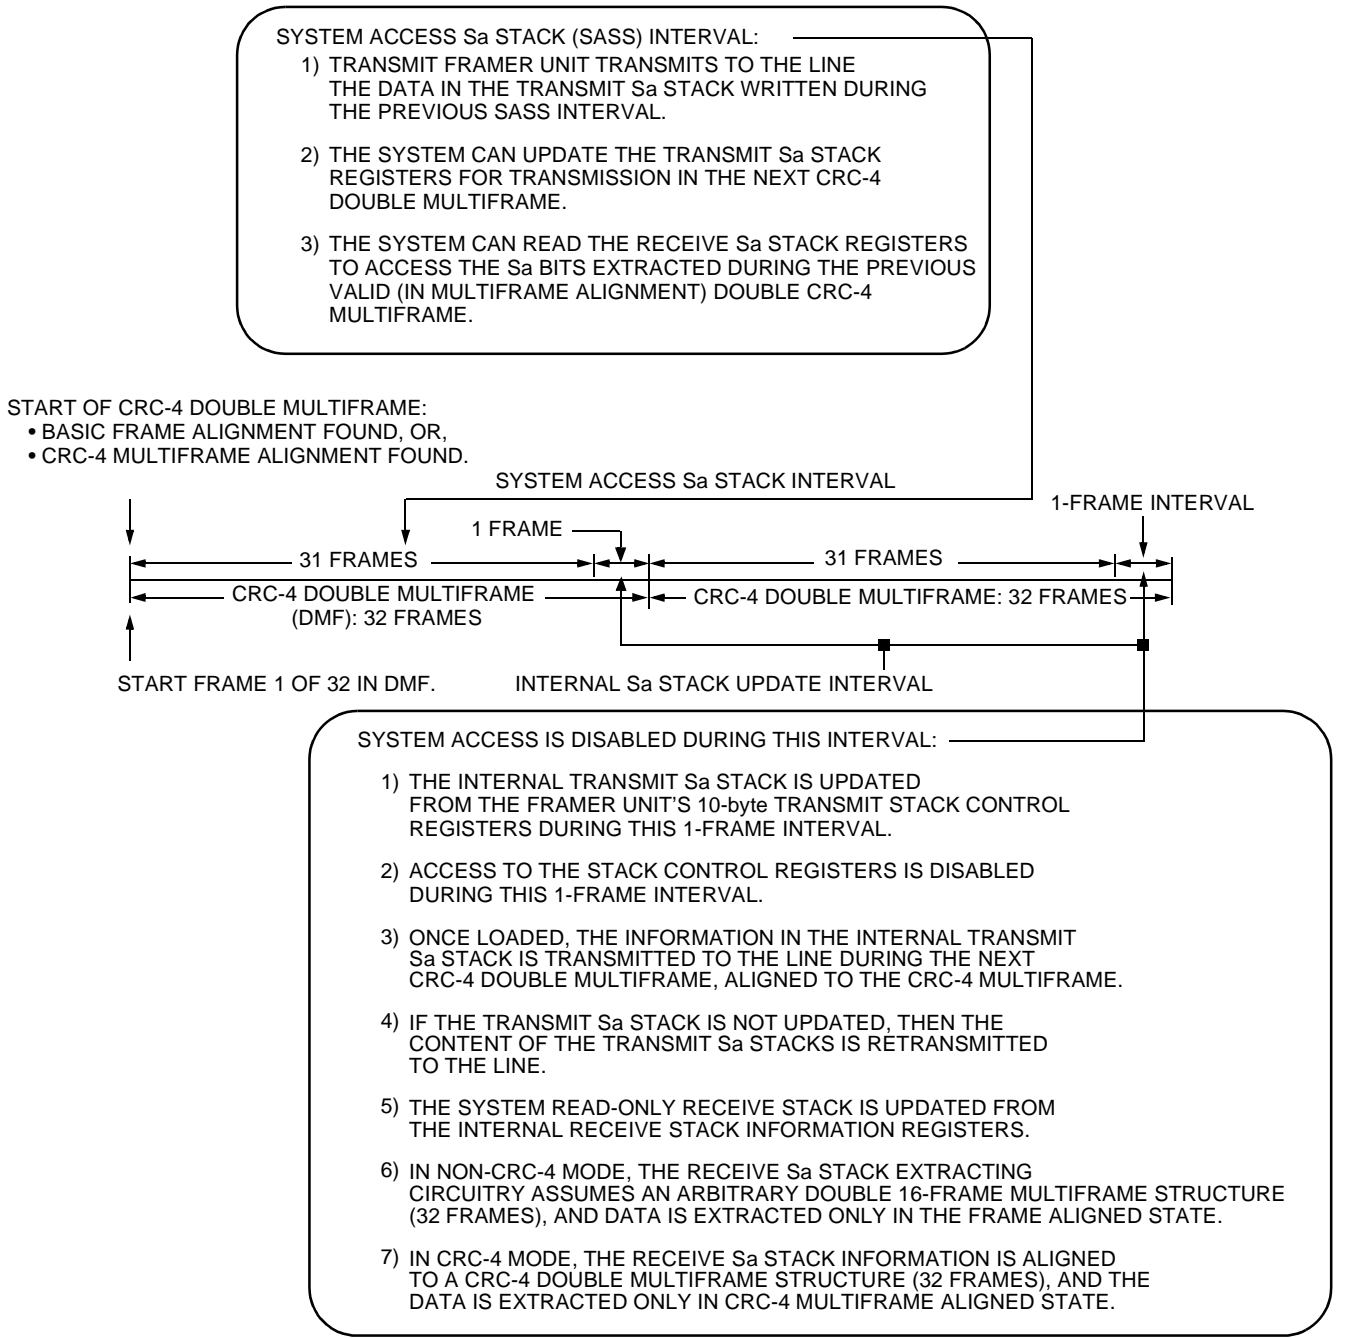 SYSTEM ACCESS Sa STACK (SASS) INTERVAL:
1) TRANSMIT FRAMER UNIT TRANSMITS TO THE LINE
THE DATA IN THE TRANSMIT Sa STACK WRITTEN DURING
THE PREVIOUS SASS INTERVAL.
2) THE SYSTEM CAN UPDATE THE TRANSMIT Sa STACK
REGISTERS FOR TRANSMISSION IN THE NEXT CRC-4
DOUBLE MULTIFRAME.
3) THE SYSTEM CAN READ THE RECEIVE Sa STACK REGISTERS
TO ACCESS THE Sa BITS EXTRACTED DURING THE PREVIOUS
VALID (IN MULTIFRAME ALIGNMENT) DOUBLE CRC-4
MULTIFRAME.
START OF CRC-4 DOUBLE MULTIFRAME:
• BASIC FRAME ALIGNMENT FOUND, OR,
• CRC-4 MULTIFRAME ALIGNMENT FOUND.
SYSTEM ACCESS Sa STACK INTERVAL
1-FRAME INTERVAL
1 FRAME
31 FRAMES
31 FRAMES
CRC-4 DOUBLE MULTIFRAME
(DMF): 32 FRAMES
CRC-4 DOUBLE MULTIFRAME: 32 FRAMES
START FRAME 1 OF 32 IN DMF.
INTERNAL Sa STACK UPDATE INTERVAL
SYSTEM ACCESS IS DISABLED DURING THIS INTERVAL:
1) THE INTERNAL TRANSMIT Sa STACK IS UPDATED
FROM THE FRAMER UNIT'S 10-byte TRANSMIT STACK CONTROL
REGISTERS DURING THIS 1-FRAME INTERVAL.
2) ACCESS TO THE STACK CONTROL REGISTERS IS DISABLED
DURING THIS 1-FRAME INTERVAL.
3) ONCE LOADED, THE INFORMATION IN THE INTERNAL TRANSMIT
Sa STACK IS TRANSMITTED TO THE LINE DURING THE NEXT
CRC-4 DOUBLE MULTIFRAME, ALIGNED TO THE CRC-4 MULTIFRAME.
4) IF THE TRANSMIT Sa STACK IS NOT UPDATED, THEN THE
CONTENT OF THE TRANSMIT Sa STACKS IS RETRANSMITTED
TO THE LINE.
5) THE SYSTEM READ-ONLY RECEIVE STACK IS UPDATED FROM
THE INTERNAL RECEIVE STACK INFORMATION REGISTERS.
6) IN NON-CRC-4 MODE, THE RECEIVE Sa STACK EXTRACTING
CIRCUITRY ASSUMES AN ARBITRARY DOUBLE 16-FRAME MULTIFRAME STRUCTURE
(32 FRAMES), AND DATA IS EXTRACTED ONLY IN THE FRAME ALIGNED STATE.
7) IN CRC-4 MODE, THE RECEIVE Sa STACK INFORMATION IS ALIGNED
TO A CRC-4 DOUBLE MULTIFRAME STRUCTURE (32 FRAMES), AND THE
DATA IS EXTRACTED ONLY IN CRC-4 MULTIFRAME ALIGNED STATE.